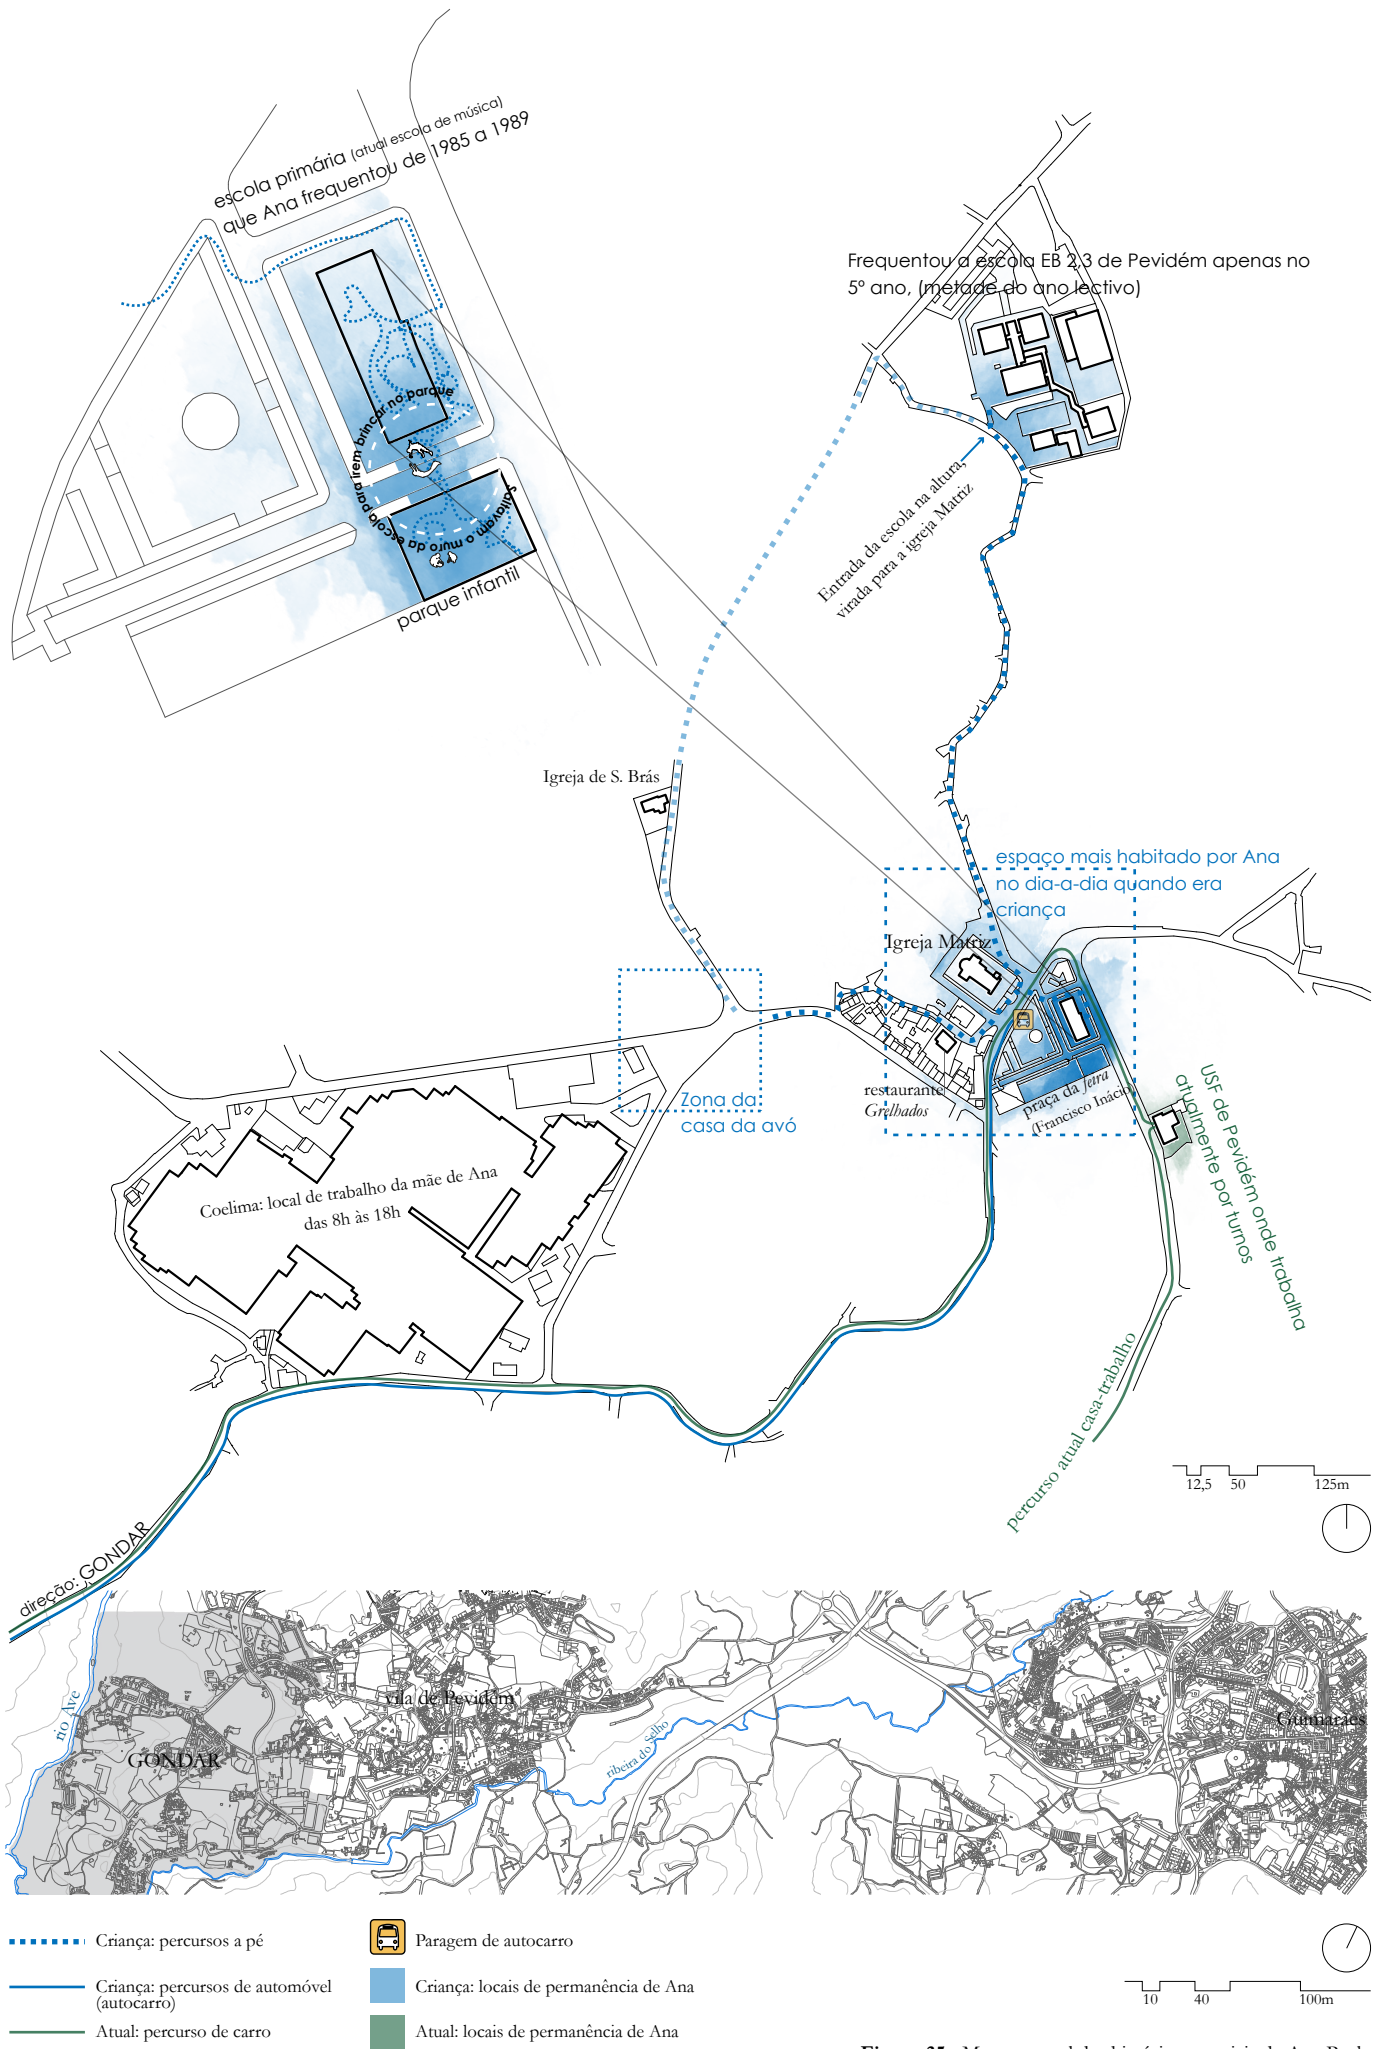 escola primária (atual escola de música)
que Ana frequentou de 1985 a 1989
Frequentou a escola EB 2,3 de Pevidém apenas no
5º ano, (metade do ano lectivo)
saltavam o muro da escola para irem brincar no parque
parque infantil
Entrada da escola na altura,
virada para a igreja Matriz
Igreja de S. Brás
espaço mais habitado por Ana
no dia-a-dia quando era
criança
Igreja Matriz
restaurante
Grelhados
praça da feira
(Francisco Inácio)
Zona da
casa da avó
USF de Pevidém onde trabalha
atualmente por turnos
Coelima: local de trabalho da mãe de Ana
das 8h às 18h
percurso atual casa-trabalho
12,5 50 125m
direção: GONDAR
rio Ave
vila de Pevidém
GONDAR
ribeira do Selho
Guimarães
Criança: percursos a pé
Criança: percursos de automóvel
(autocarro)
Atual: percurso de carro
Paragem de autocarro
Criança: locais de permanência de Ana
Atual: locais de permanência de Ana
10 40 100m